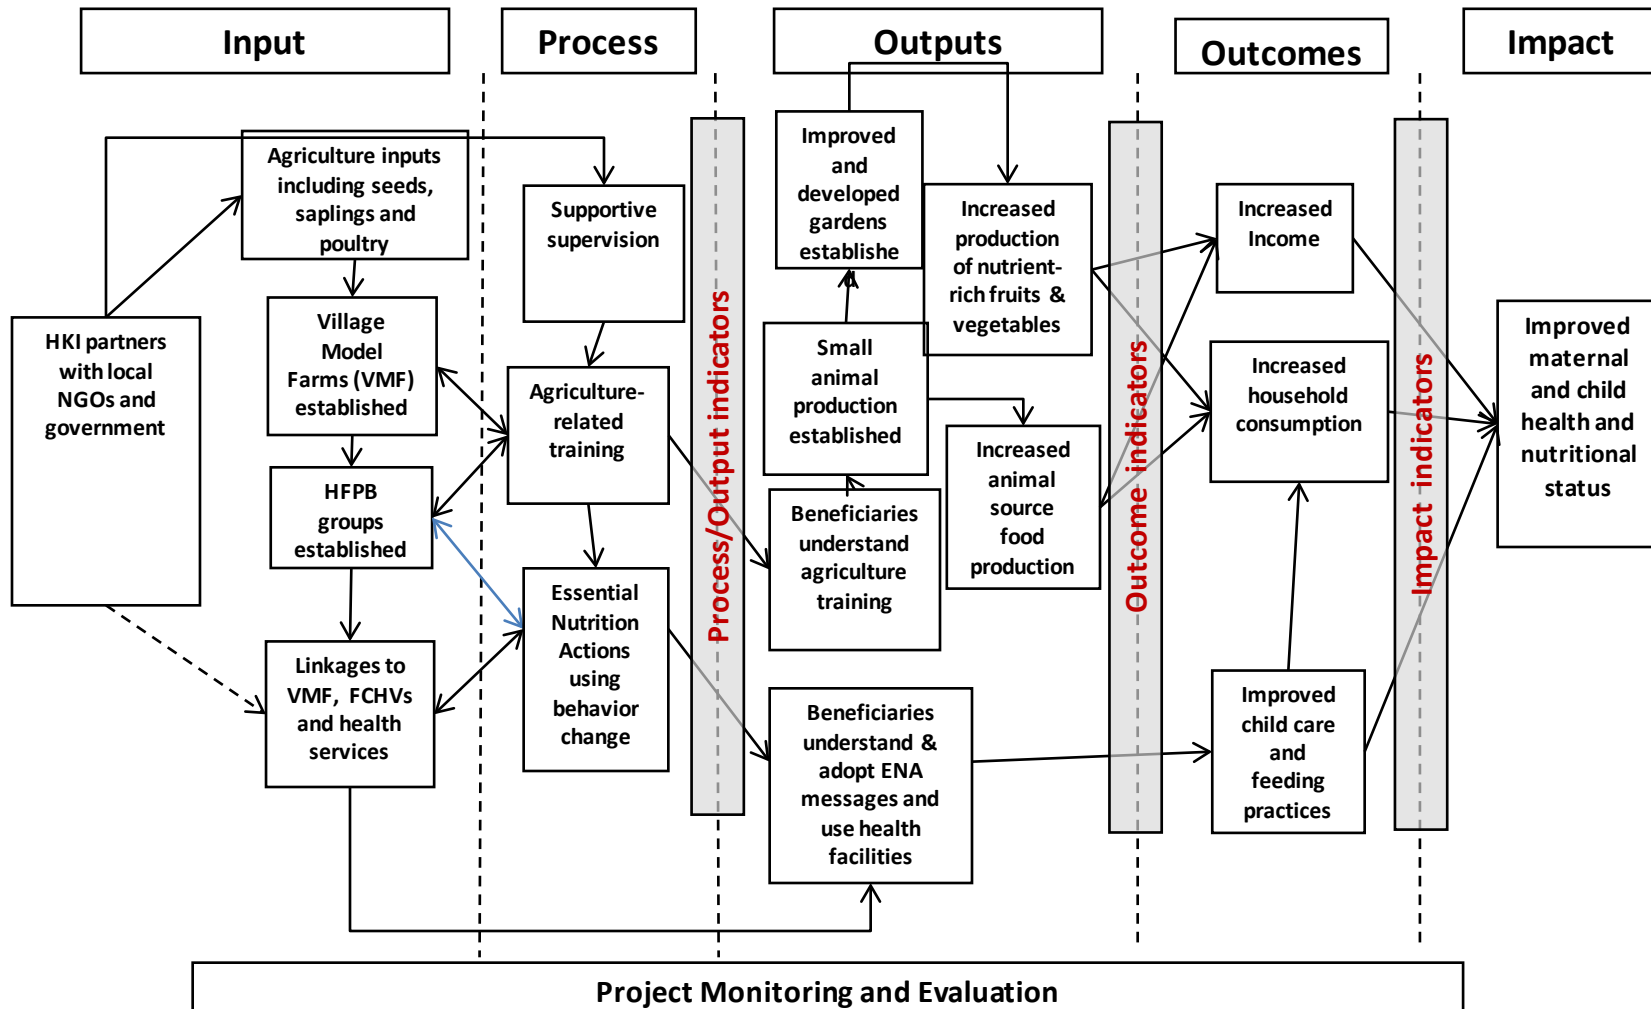 Input
Process
Outputs
Outcomes
Impact
HKI partners
with local
NGOs and
government
Agriculture inputs
including seeds,
saplings and
poultry
Village
Model
Farms (VMF)
established
HFPB
groups
established
Linkages to
VMF, FCHVs
and health
services
Supportive
supervision
Agriculture-
related
training
Essential
Nutrition
Actions
using
behavior
change
Process/Output indicators
Improved
and
developed
gardens
establishe
d
Increased
production
of nutrient-
rich fruits &
vegetables
Small
animal
production
established
Increased
animal
source
food
production
Beneficiaries
understand
agriculture
training
Beneficiaries
understand &
adopt ENA
messages and
use health
facilities
Outcome indicators
Increased
Income
Increased
household
consumption
Improved
child care
and
feeding
practices
Impact indicators
Improved
maternal
and child
health and
nutritional
status
Project Monitoring and Evaluation